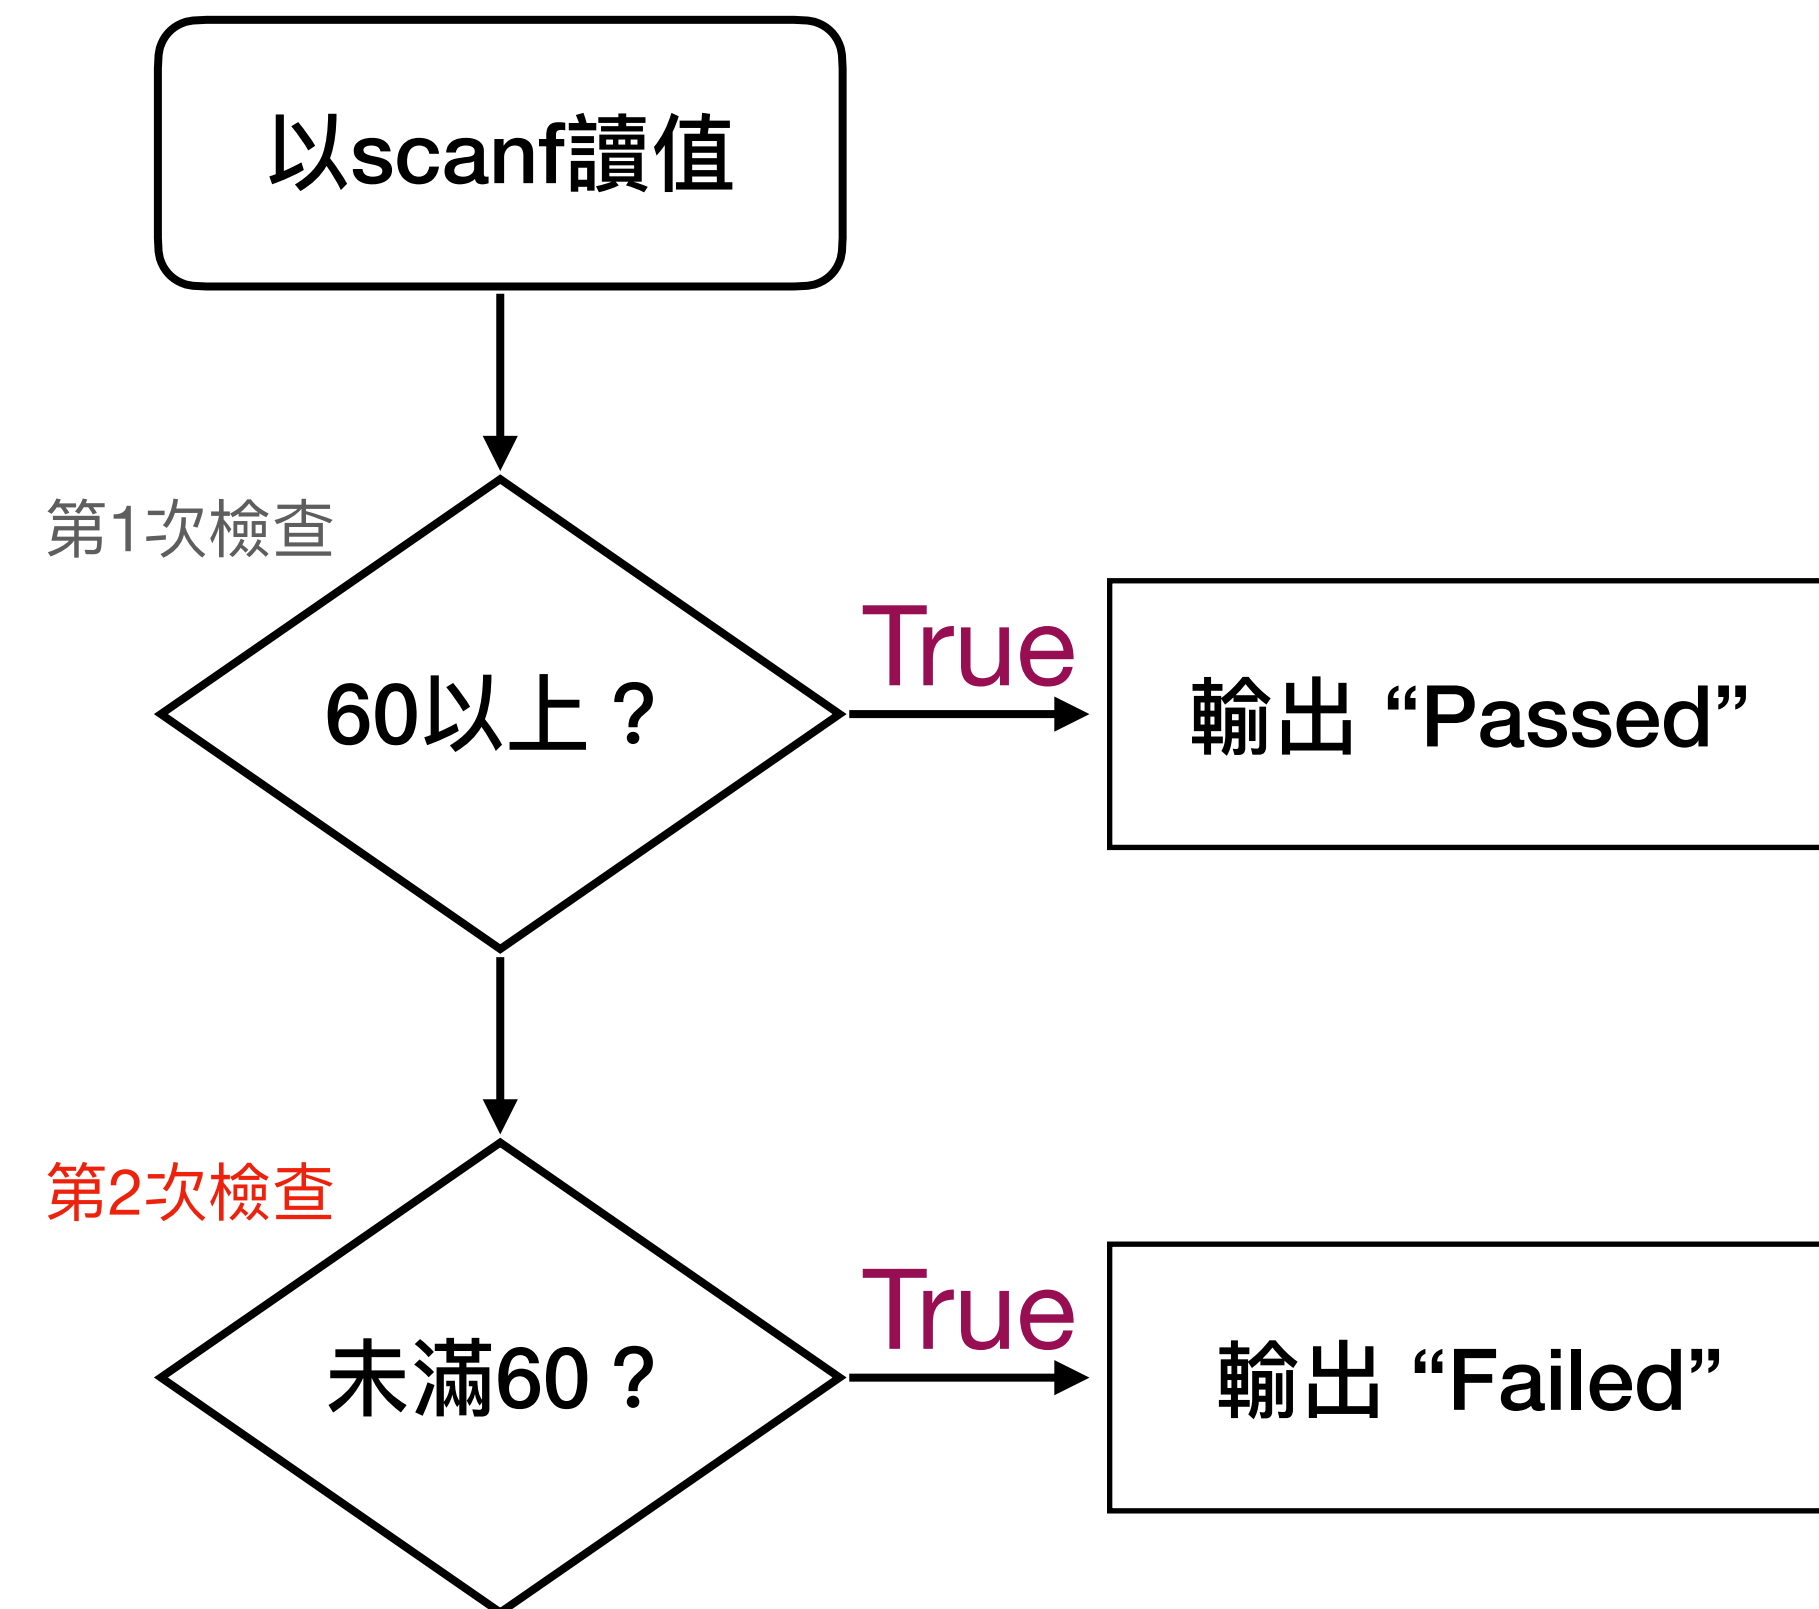 以scanf讀值
第1次檢查
60以上？
True
輸出 “Passed”
第2次檢查
未滿60？
True
輸出 “Failed”